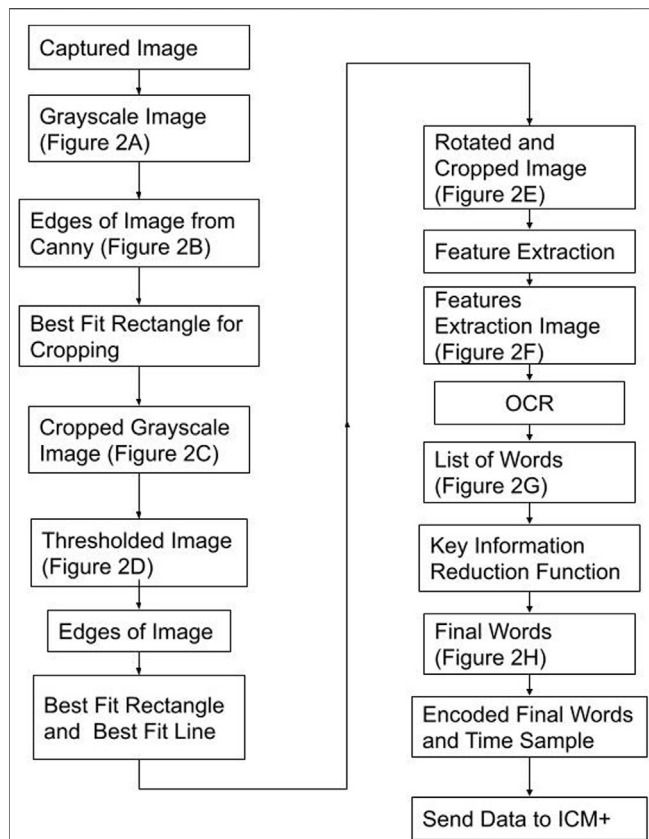 Captured Image
Grayscale Image
(Figure 2A)
Edges of Image from
Canny (Figure 2B)
Best Fit Rectangle for
Cropping
Cropped Grayscale
Image (Figure 2C)
Thresholded Image
(Figure 2D)
Edges of Image
Best Fit Rectangle
and Best Fit Line
Rotated and
Cropped Image
(Figure 2E)
Feature Extraction
Features
Extraction Image
(Figure 2F)
OCR
List of Words
(Figure 2G)
Key Information
Reduction Function
Final Words
(Figure 2H)
Encoded Final Words
and Time Sample
Send Data to ICM+